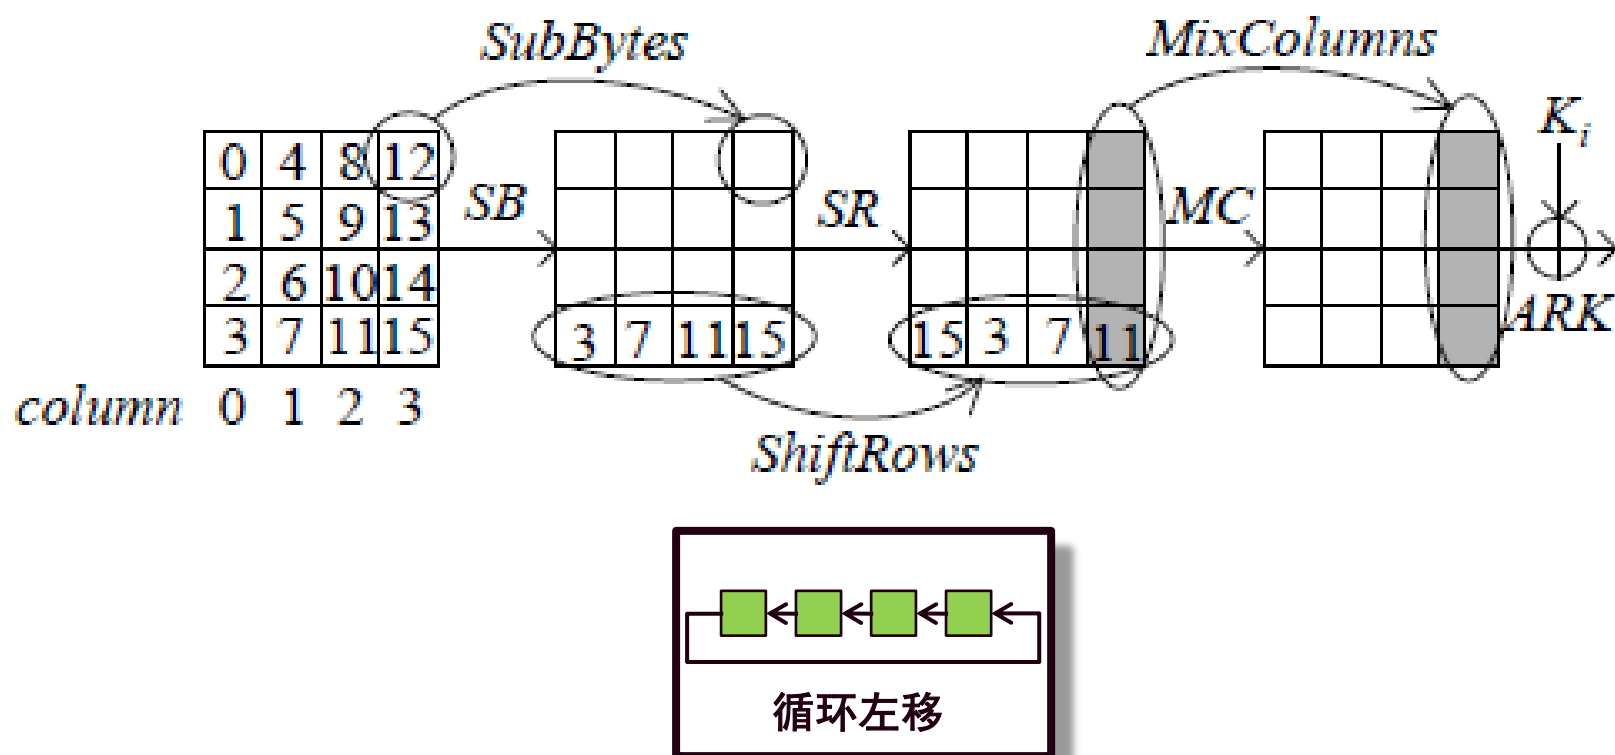 SubBytes MixColumns
K_i
0 4 8 12
1 5 9 13 SB SR MC
2 6 10 14
3 7 11 15 3 7 11 15 15 3 7 11 ARK
column 0 1 2 3
ShiftRows
循环左移